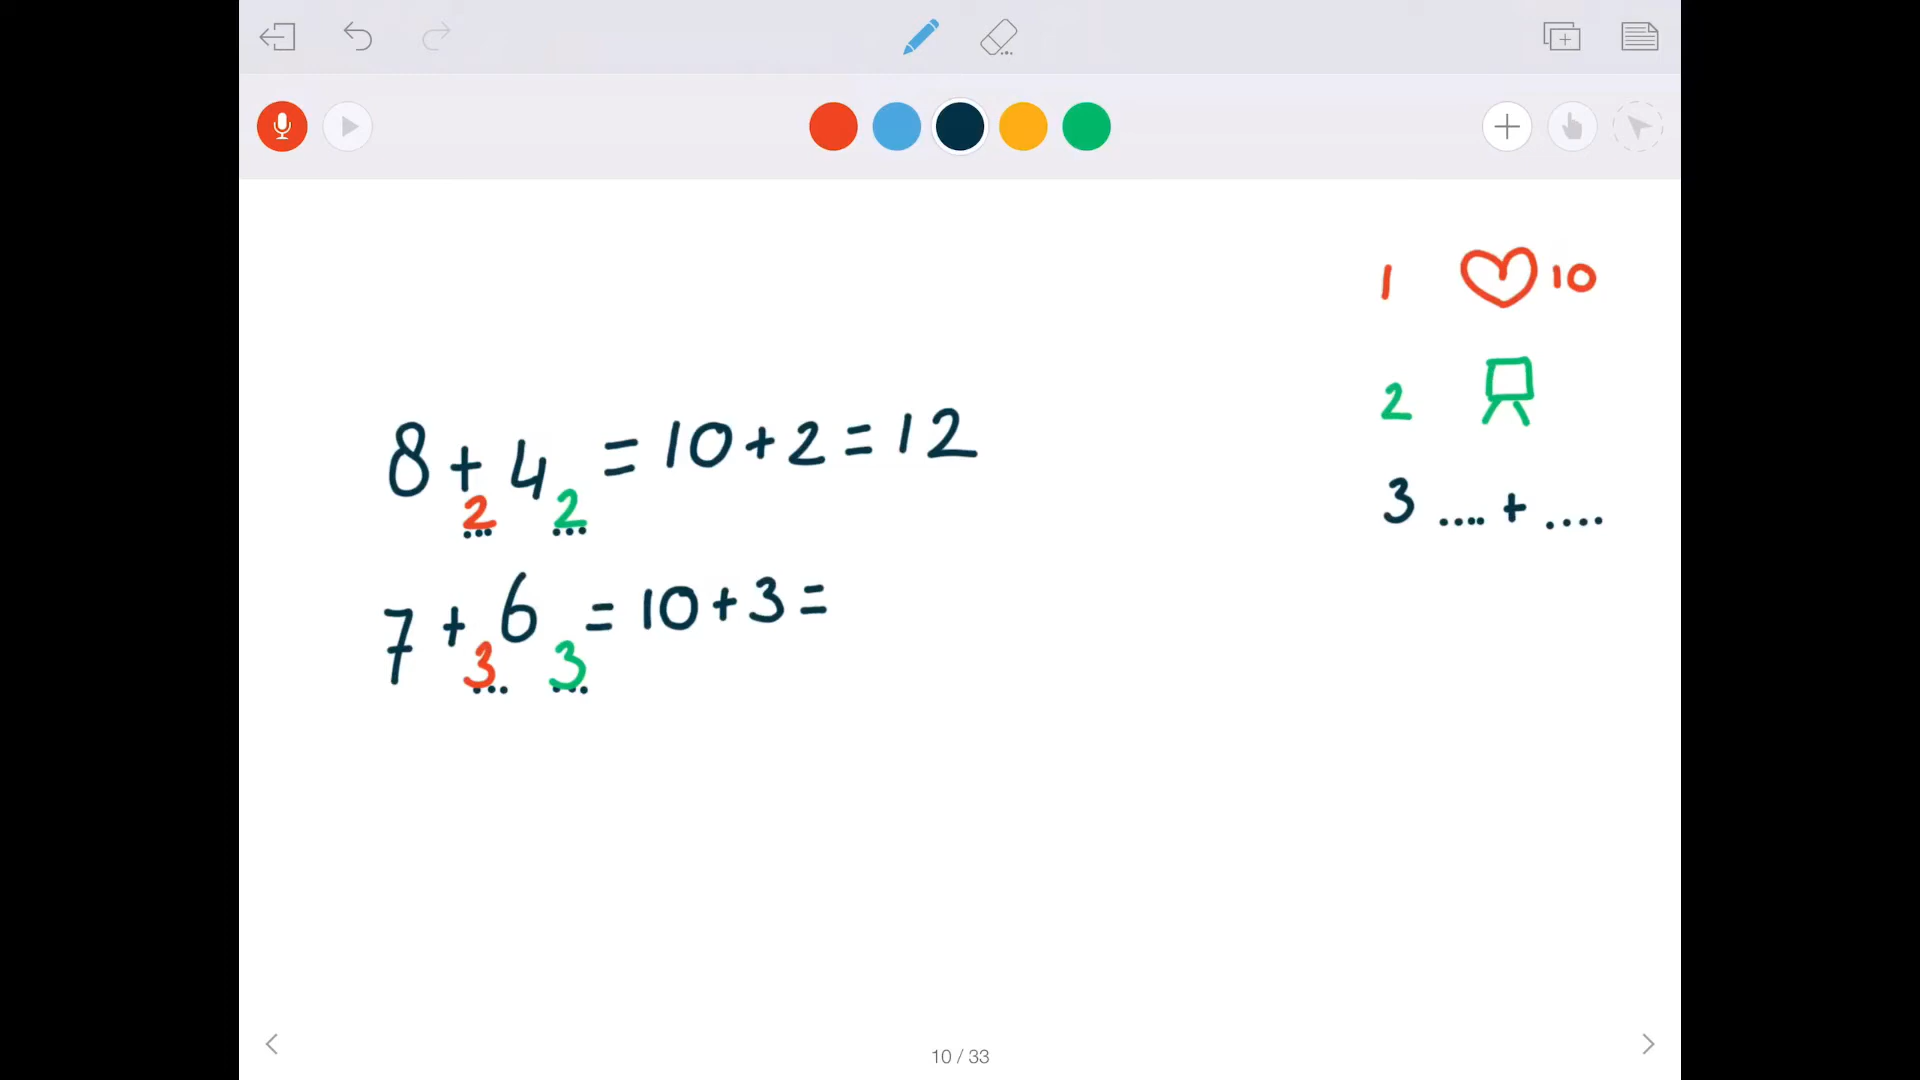 1 ♡ 10
2
3 .... + ....
8 + 4 = 10 + 2 = 12
2 2
... ...
7 + 6 = 10 + 3 =
3 3
... ...
10 / 33